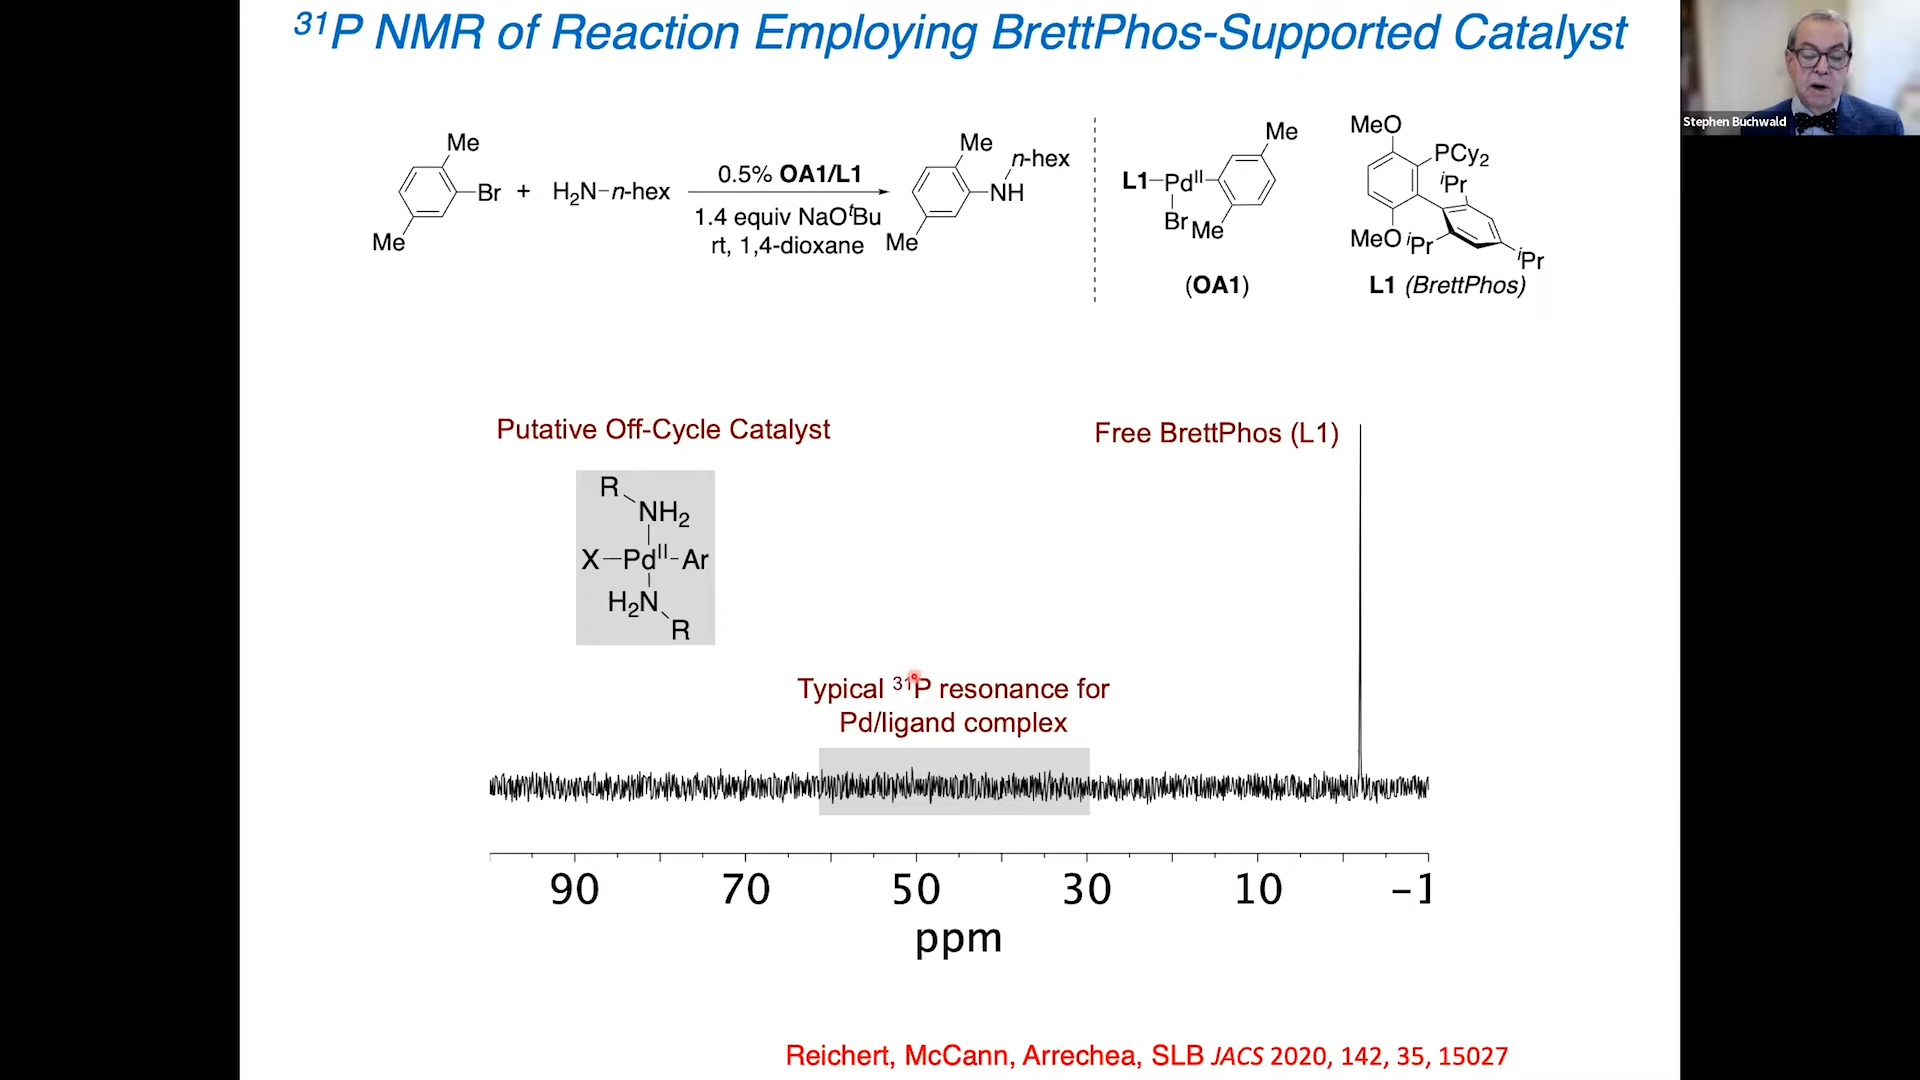 ³¹P NMR of Reaction Employing BrettPhos-Supported Catalyst
Stephen Buchwald
Me
Br
Me
+
H₂N-n-hex
0.5% OA1/L1
1.4 equiv NaOᵗBu
rt, 1,4-dioxane
Me
n-hex
NH
Me
L1-Pdᴵᴵ
Me
Br
Me
(OA1)
MeO
PCy₂
ⁱPr
MeO
ⁱPr
ⁱPr
L1 (BrettPhos)
Putative Off-Cycle Catalyst
Free BrettPhos (L1)
R
NH₂
X-Pdᴵᴵ-Ar
H₂N
R
Typical ³¹P resonance for
Pd/ligand complex
90 70 50 30 10 −1
ppm
Reichert, McCann, Arrechea, SLB JACS 2020, 142, 35, 15027